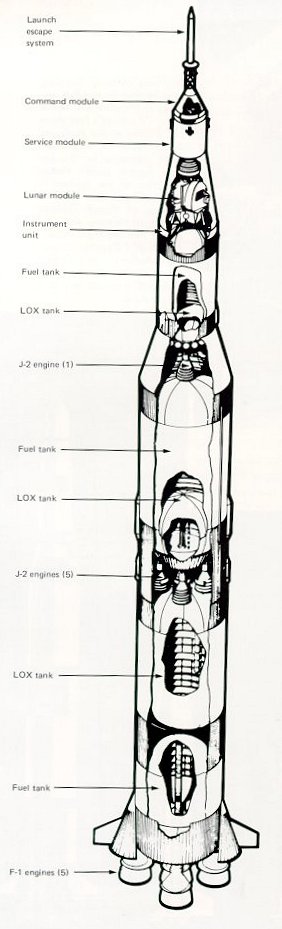 Launch
escape
system
Command module
Service module
Lunar module
Instrument
unit
Fuel tank
LOX tank
J-2 engine (1)
Fuel tank
LOX tank
J-2 engines (5)
LOX tank
Fuel tank
F-1 engines (5)